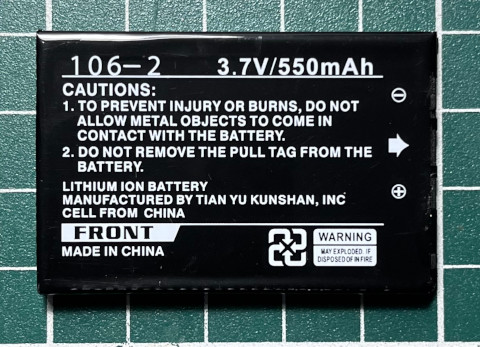 106-2 3.7V/550mAh
CAUTIONS:
1. TO PREVENT INJURY OR BURNS, DO NOT
ALLOW METAL OBJECTS TO COME IN
CONTACT WITH THE BATTERY.
2. DO NOT REMOVE THE PULL TAG FROM THE
BATTERY.
LITHIUM ION BATTERY
MANUFACTURED BY TIAN YU KUNSHAN, INC
CELL FROM CHINA
FRONT
MADE IN CHINA
WARNING
MAY EXPLODED IF
DISPOSED OF IN FIRE